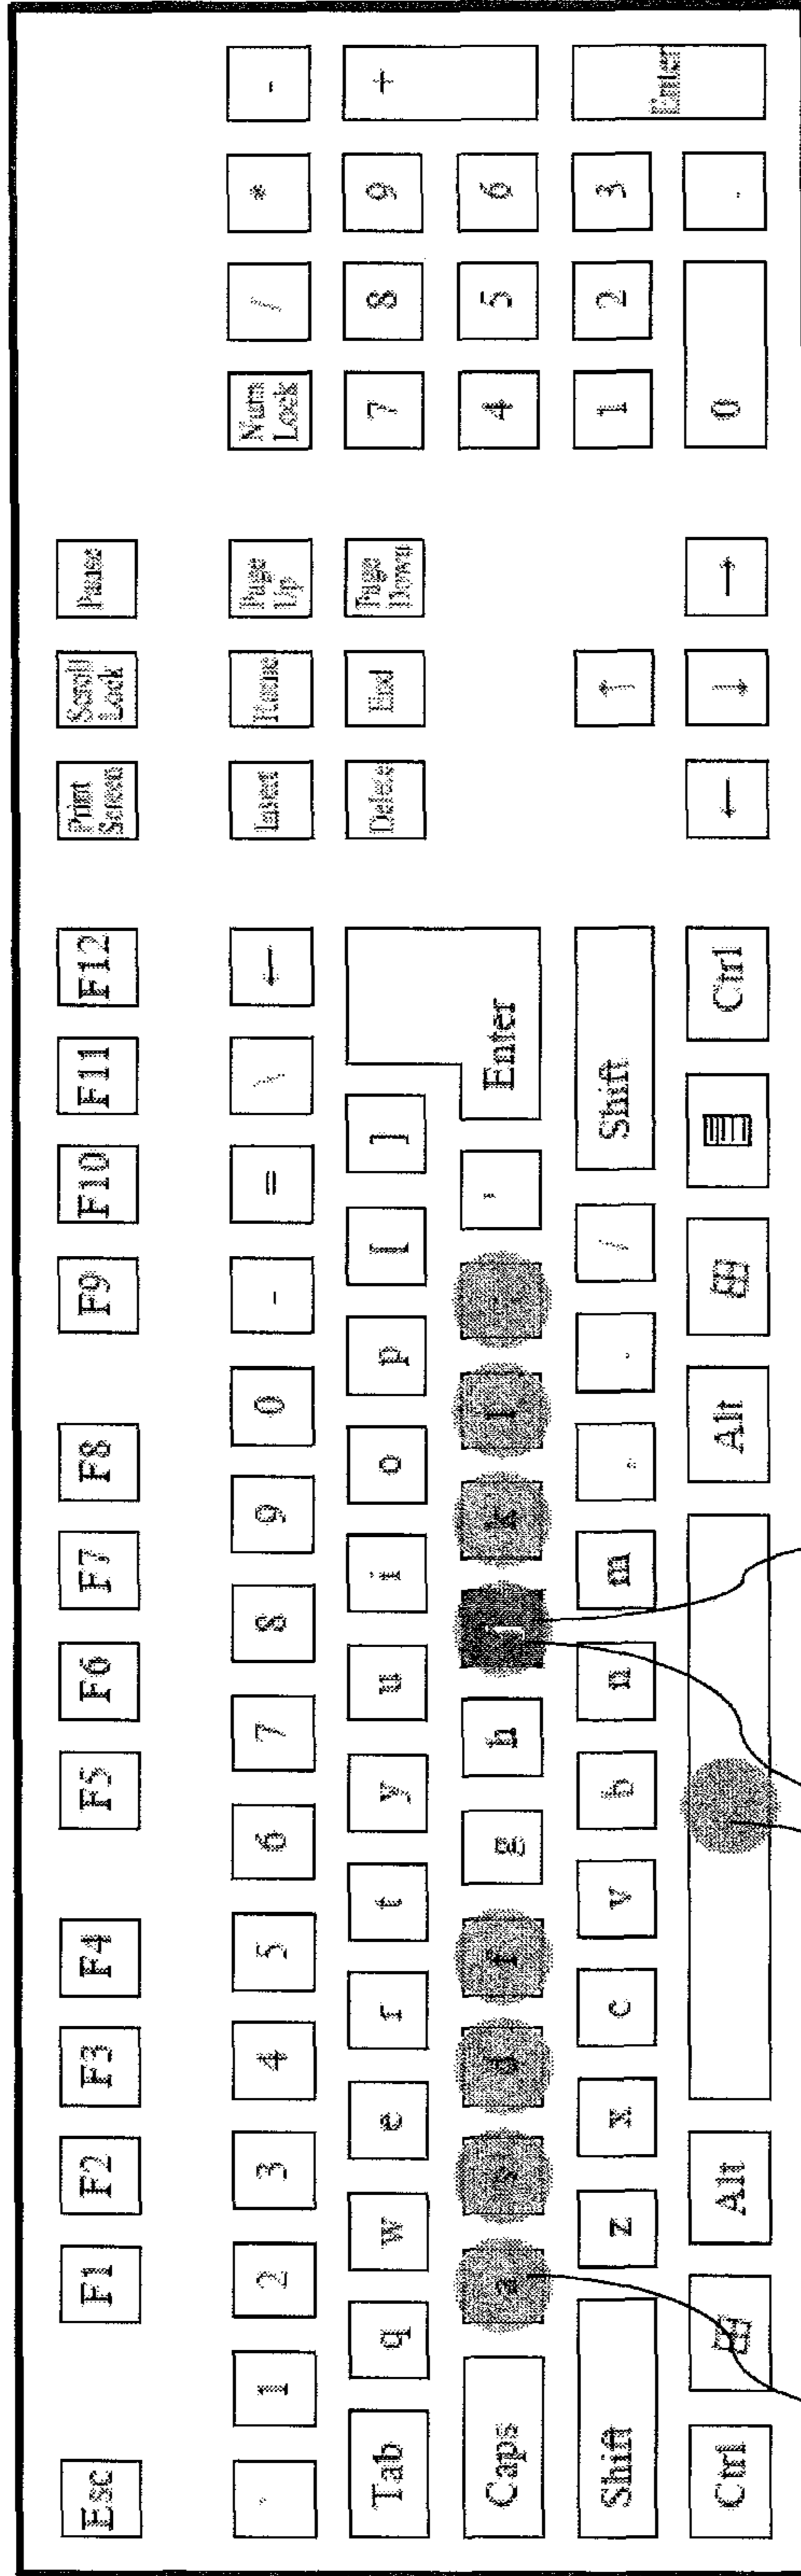 Esc F1 F2 F3 F4 F5 F6 F7 F8 F9 F10 F11 F12 Print Screen Scroll Lock Pause
` 1 2 3 4 5 6 7 8 9 0 - = \ ← Insert Home Page Up Num Lock / * -
Tab q w e r t y u i o p [ ] Delete End Page Down 7 8 9 +
Caps a s d f g h j k l ; ' Enter 4 5 6
Shift z x c v b n m , . / Shift ↑ 1 2 3 Enter
Ctrl Alt Alt Ctrl ← ↓ → 0 .